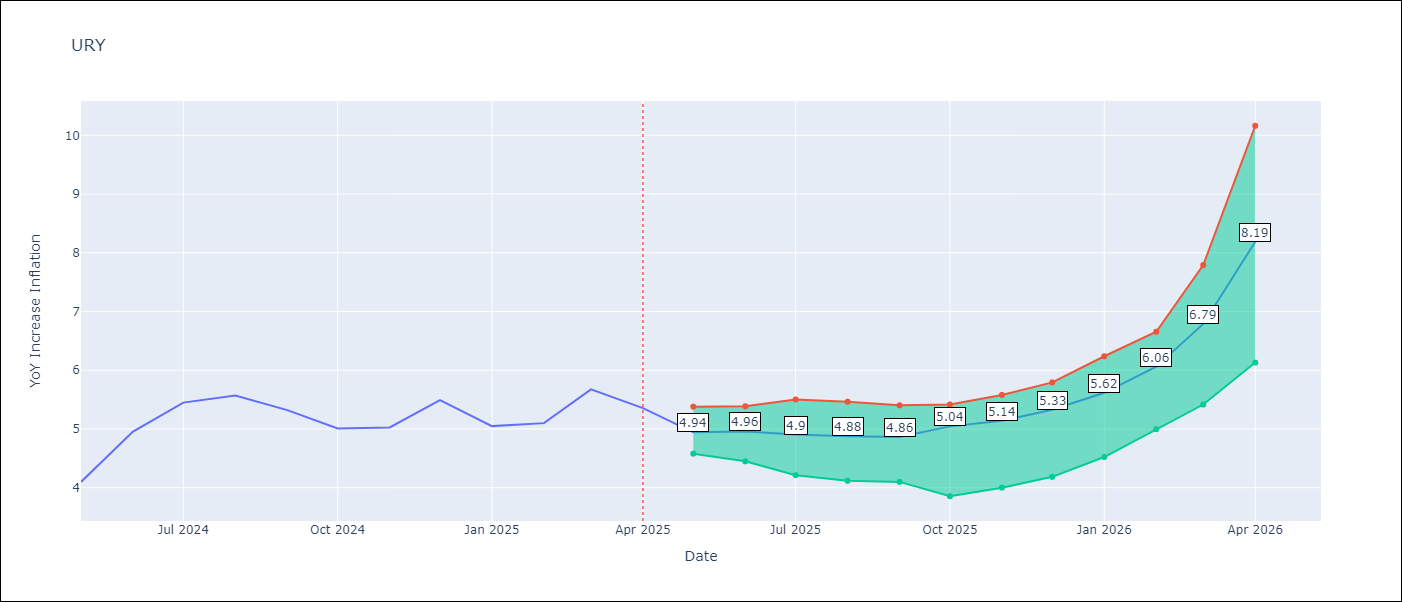 URY
YoY Increase Inflation
10
9
8
7
6
5
4
4.94
4.96
4.9
4.88
4.86
5.04
5.14
5.33
5.62
6.06
6.79
8.19
Jul 2024
Oct 2024
Jan 2025
Apr 2025
Jul 2025
Oct 2025
Jan 2026
Apr 2026
Date